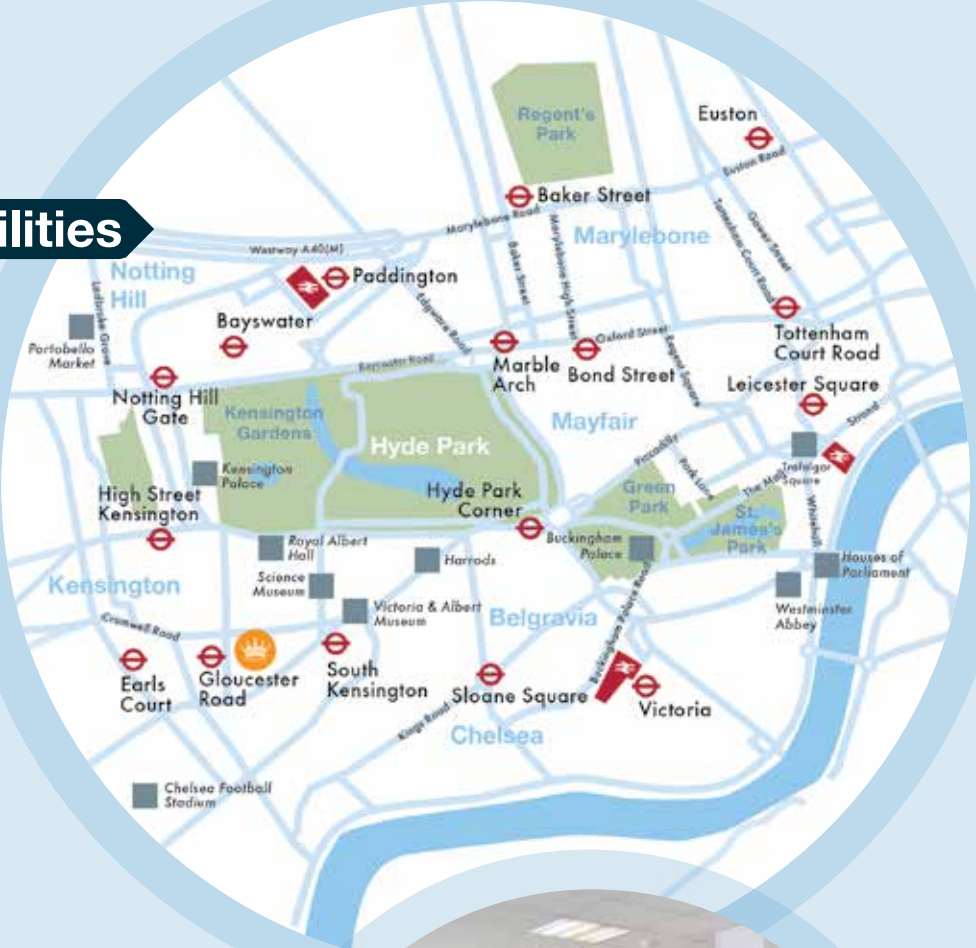 ilities
Regent's
Park
Euston
Euston Road
Baker Street
Marylebone Road
Marylebone
Tottenham Court Road
Gower Street
Westway A40(M)
Baker Street
Marylebone High Street
Notting
Hill
Paddington
Ladbroke Grove
Edgware Road
Portobello
Market
Bayswater
Bayswater Road
Marble
Arch
Oxford Street
Bond Street
Regent Square
Tottenham
Court Road
Leicester Square
Notting Hill
Gate
Kensington
Gardens
Hyde Park
Mayfair
Strand
Piccadilly
Park Lane
Trafalgar
Square
The Mall
Whitehall
Kensington
Palace
High Street
Kensington
Hyde Park
Corner
Green
Park
St.
James's
Park
Buckingham
Palace
Royal Albert
Hall
Harrods
Science
Museum
Houses of
Parliament
Kensington
Victoria & Albert
Museum
Belgravia
Buckingham Palace Road
Westminster
Abbey
Cromwell Road
Earls
Court
Gloucester
Road
South
Kensington
Sloane Square
Victoria
Kings Road
Chelsea
Chelsea Football
Stadium